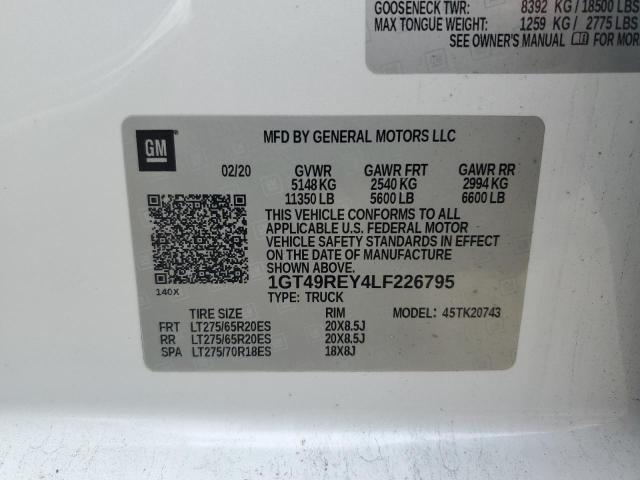 GOOSENECK TWR: 8392 KG/18500 LBS
MAX TONGUE WEIGHT: 1259 KG/ 2775 LBS
SEE OWNER'S MANUAL FOR MORE
GM
MFD BY GENERAL MOTORS LLC
02/20 GVWR GAWR FRT GAWR RR
5148 KG 2540 KG 2994 KG
11350 LB 5600 LB 6600 LB
THIS VEHICLE CONFORMS TO ALL
APPLICABLE U.S. FEDERAL MOTOR
VEHICLE SAFETY STANDARDS IN EFFECT
ON THE DATE OF MANUFACTURE
SHOWN ABOVE.
140X
1GT49REY4LF226795
TYPE: TRUCK
TIRE SIZE RIM MODEL: 45TK20743
FRT LT275/65R20ES 20X8.5J
RR LT275/65R20ES 20X8.5J
SPA LT275/70R18ES 18X8J